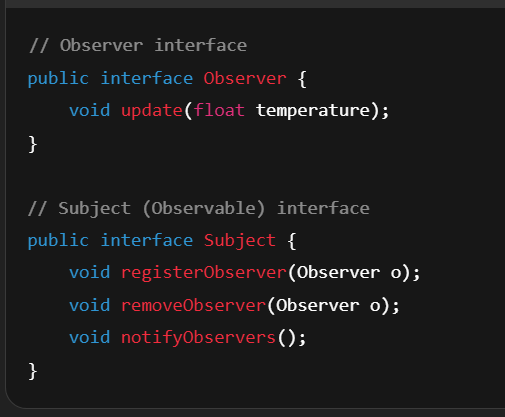 // Observer interface
public interface Observer {
    void update(float temperature);
}

// Subject (Observable) interface
public interface Subject {
    void registerObserver(Observer o);
    void removeObserver(Observer o);
    void notifyObservers();
}